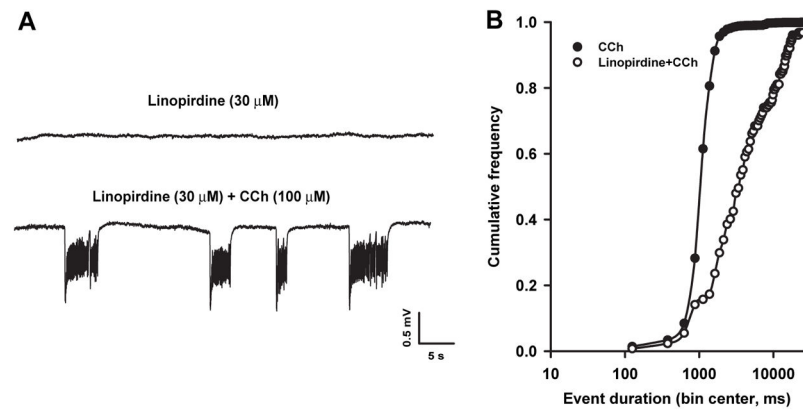 A
Linopirdine (30 μM)
Linopirdine (30 μM) + CCh (100 μM)
0.5 mV
5 s
B
CCh
Linopirdine+CCh
Cumulative frequency
1.0
0.8
0.6
0.4
0.2
0.0
10 100 1000 10000
Event duration (bin center, ms)